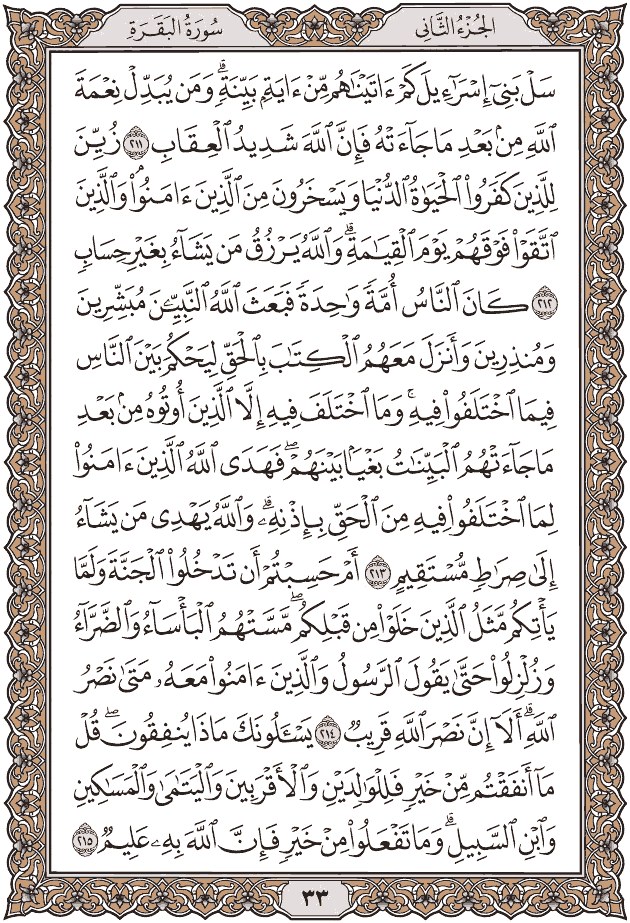 الجُزْءُ الثَّانِي
سُورَةُ البَقَرَةِ
سَلْ بَنِىٓ إِسْرَٰٓءِيلَ كَمْ ءَاتَيْنَٰهُم مِّنْ ءَايَةِۭ بَيِّنَةٖۗ وَمَن يُبَدِّلْ نِعْمَةَ
ٱللَّهِ مِنۢ بَعْدِ مَا جَآءَتْهُ فَإِنَّ ٱللَّهَ شَدِيدُ ٱلْعِقَابِ ٢١١ زُيِّنَ
لِلَّذِينَ كَفَرُواْ ٱلْحَيَوٰةُ ٱلدُّنْيَا وَيَسْخَرُونَ مِنَ ٱلَّذِينَ ءَامَنُواْۘ وَٱلَّذِينَ
ٱتَّقَوْاْ فَوْقَهُمْ يَوْمَ ٱلْقِيَٰمَةِۗ وَٱللَّهُ يَرْزُقُ مَن يَشَآءُ بِغَيْرِ حِسَابٖ
٢١٢ كَانَ ٱلنَّاسُ أُمَّةٗ وَٰحِدَةٗ فَبَعَثَ ٱللَّهُ ٱلنَّبِيِّۧنَ مُبَشِّرِينَ
وَمُنذِرِينَ وَأَنزَلَ مَعَهُمُ ٱلْكِتَٰبَ بِٱلْحَقِّ لِيَحْكُمَ بَيْنَ ٱلنَّاسِ
فِيمَا ٱخْتَلَفُواْ فِيهِۚ وَمَا ٱخْتَلَفَ فِيهِ إِلَّا ٱلَّذِينَ أُوتُوهُ مِنۢ بَعْدِ
مَا جَآءَتْهُمُ ٱلْبَيِّنَٰتُ بَغْيَۢا بَيْنَهُمْۖ فَهَدَى ٱللَّهُ ٱلَّذِينَ ءَامَنُواْ
لِمَا ٱخْتَلَفُواْ فِيهِ مِنَ ٱلْحَقِّ بِإِذْنِهِۦۗ وَٱللَّهُ يَهْدِى مَن يَشَآءُ
إِلَىٰ صِرَٰطٖ مُّسْتَقِيمٍ ٢١٣ أَمْ حَسِبْتُمْ أَن تَدْخُلُواْ ٱلْجَنَّةَ وَلَمَّا
يَأْتِكُم مَّثَلُ ٱلَّذِينَ خَلَوْاْ مِن قَبْلِكُمۖ مَّسَّتْهُمُ ٱلْبَأْسَآءُ وَٱلضَّرَّآءُ
وَزُلْزِلُواْ حَتَّىٰ يَقُولَ ٱلرَّسُولُ وَٱلَّذِينَ ءَامَنُواْ مَعَهُۥ مَتَىٰ نَصْرُ
ٱللَّهِۗ أَلَآ إِنَّ نَصْرَ ٱللَّهِ قَرِيبٞ ٢١٤ يَسْـَٔلُونَكَ مَاذَا يُنفِقُونَۖ قُلْ
مَآ أَنفَقْتُم مِّنْ خَيْرٖ فَلِلْوَٰلِدَيْنِ وَٱلْأَقْرَبِينَ وَٱلْيَتَٰمَىٰ وَٱلْمَسَٰكِينِ
وَٱبْنِ ٱلسَّبِيلِۗ وَمَا تَفْعَلُواْ مِنْ خَيْرٖ فَإِنَّ ٱللَّهَ بِهِۦ عَلِيمٞ ٢١٥
٣٣